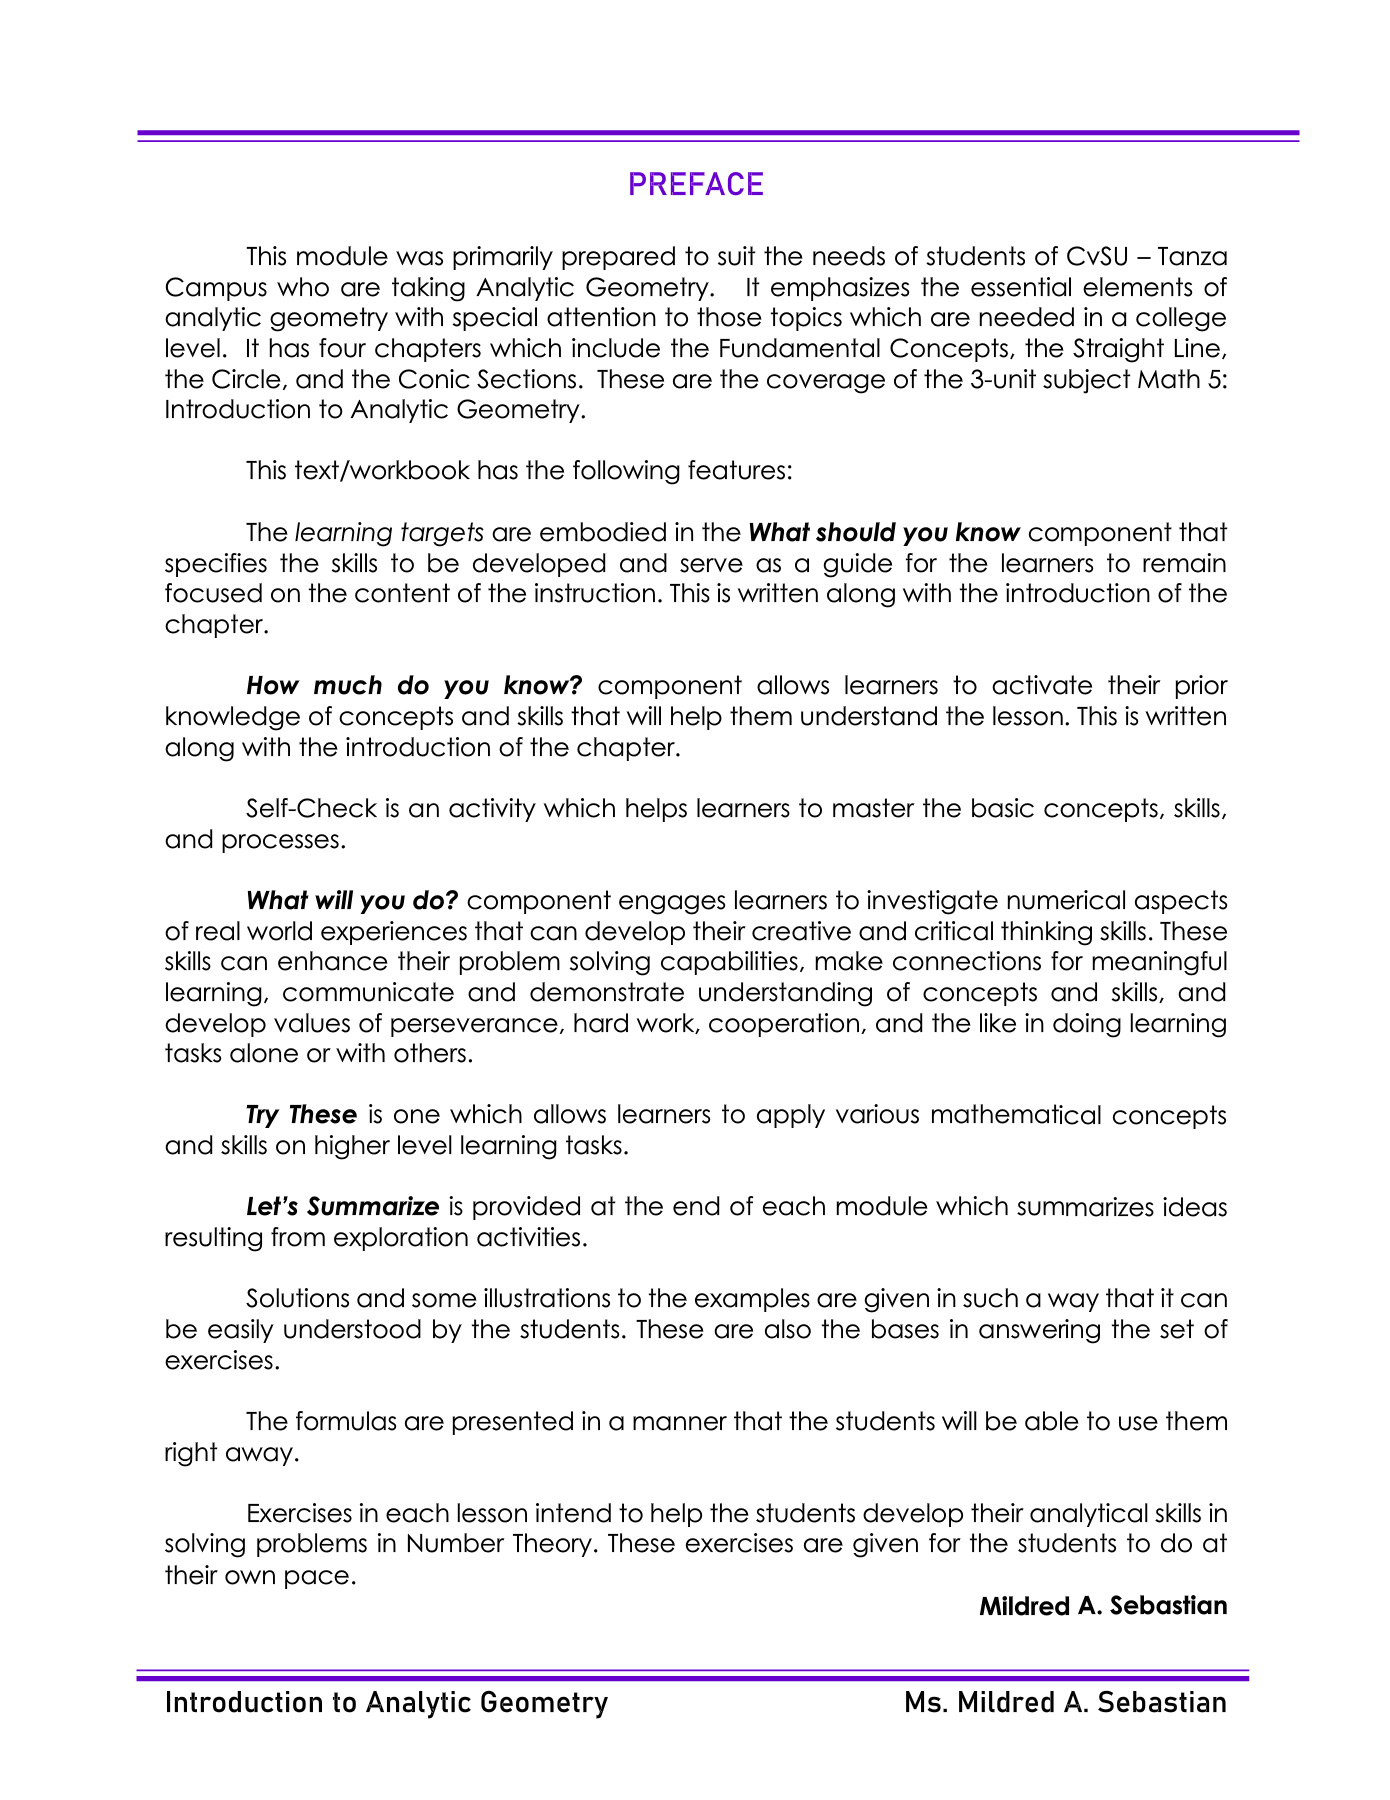 PREFACE
This module was primarily prepared to suit the needs of students of CvSU – Tanza
Campus who are taking Analytic Geometry. It emphasizes the essential elements of
analytic geometry with special attention to those topics which are needed in a college
level. It has four chapters which include the Fundamental Concepts, the Straight Line,
the Circle, and the Conic Sections. These are the coverage of the 3-unit subject Math 5:
Introduction to Analytic Geometry.
This text/workbook has the following features:
The learning targets are embodied in the What should you know component that
specifies the skills to be developed and serve as a guide for the learners to remain
focused on the content of the instruction. This is written along with the introduction of the
chapter.
How much do you know? component allows learners to activate their prior
knowledge of concepts and skills that will help them understand the lesson. This is written
along with the introduction of the chapter.
Self-Check is an activity which helps learners to master the basic concepts, skills,
and processes.
What will you do? component engages learners to investigate numerical aspects
of real world experiences that can develop their creative and critical thinking skills. These
skills can enhance their problem solving capabilities, make connections for meaningful
learning, communicate and demonstrate understanding of concepts and skills, and
develop values of perseverance, hard work, cooperation, and the like in doing learning
tasks alone or with others.
Try These is one which allows learners to apply various mathematical concepts
and skills on higher level learning tasks.
Let’s Summarize is provided at the end of each module which summarizes ideas
resulting from exploration activities.
Solutions and some illustrations to the examples are given in such a way that it can
be easily understood by the students. These are also the bases in answering the set of
exercises.
The formulas are presented in a manner that the students will be able to use them
right away.
Exercises in each lesson intend to help the students develop their analytical skills in
solving problems in Number Theory. These exercises are given for the students to do at
their own pace.
Mildred A. Sebastian
Introduction to Analytic Geometry Ms. Mildred A. Sebastian